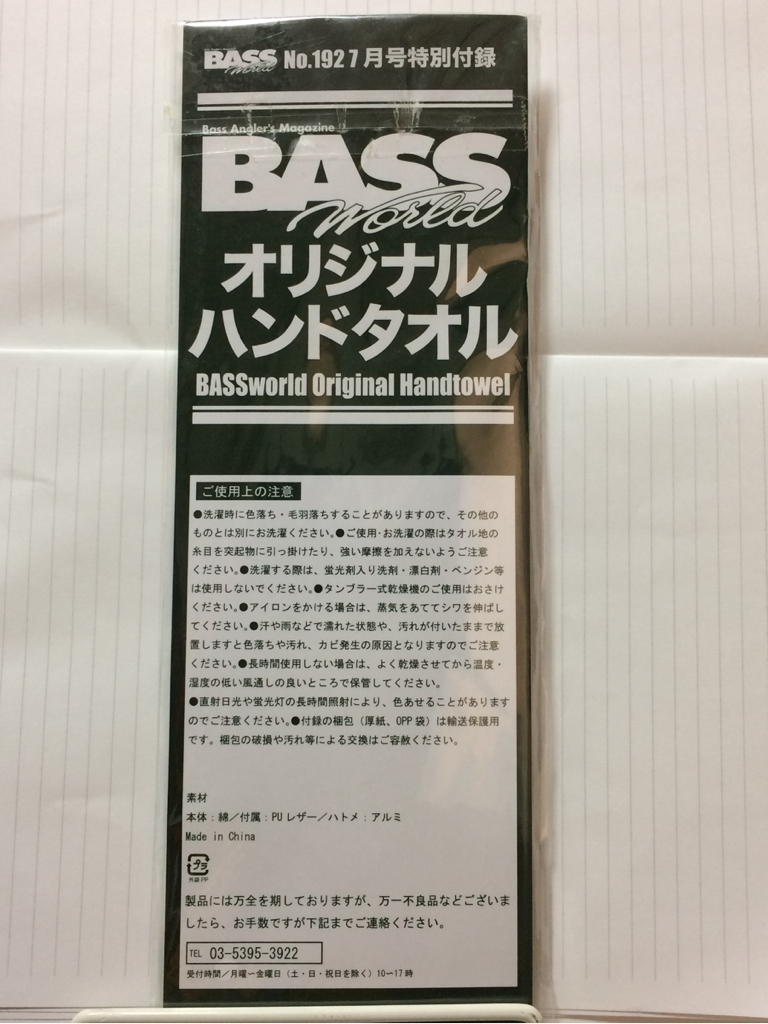 BASS world No.192 7月号特別付録
Bass Angler's Magazine
BASS
World
オリジナル
ハンドタオル
BASSworld Original Handtowel
ご使用上の注意
●洗濯時に色落ち・毛羽落ちすることがありますので、その他の
ものとは別にお洗濯ください。●ご使用・お洗濯の際はタオル地の
糸目を突起物に引っ掛けたり、強い摩擦を加えないようご注意
ください。●洗濯する際は、蛍光剤入り洗剤・漂白剤・ベンジン等
は使用しないでください。●タンブラー式乾燥機のご使用はおさけ
ください。●アイロンをかける場合は、蒸気をあててシワを伸ばし
てください。●汗や雨などで濡れた状態や、汚れが付いたままで放
置しますと色落ちや汚れ、カビ発生の原因となりますのでご注意
ください。●長時間使用しない場合は、よく乾燥させてから温度・
湿度の低い風通しの良いところで保管してください。
●直射日光や蛍光灯の長時間照射により、色あせることがあります
のでご注意ください。●付録の梱包（厚紙、OPP袋）は輸送保護用
です。梱包の破損や汚れ等による交換はご容赦ください。
素材
本体：綿／付属：PUレザー／ハトメ：アルミ
Made in China
プラ
外袋:PP
製品には万全を期しておりますが、万一不良品などございま
したら、お手数ですが下記までご連絡ください。
TEL 03-5395-3922
受付時間／月曜〜金曜日（土・日・祝日を除く）10〜17時